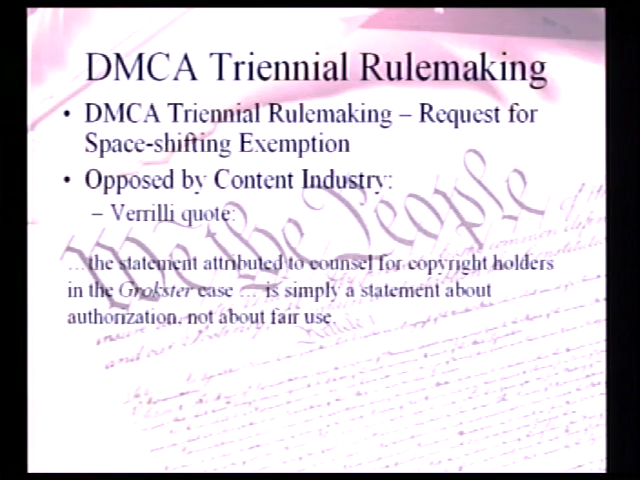 DMCA Triennial Rulemaking
• DMCA Triennial Rulemaking – Request for
Space-shifting Exemption
• Opposed by Content Industry:
– Verrilli quote:
We the People
…the statement attributed to counsel for copyright holders
in the Grokster case … is simply a statement about
authorization, not about fair use.